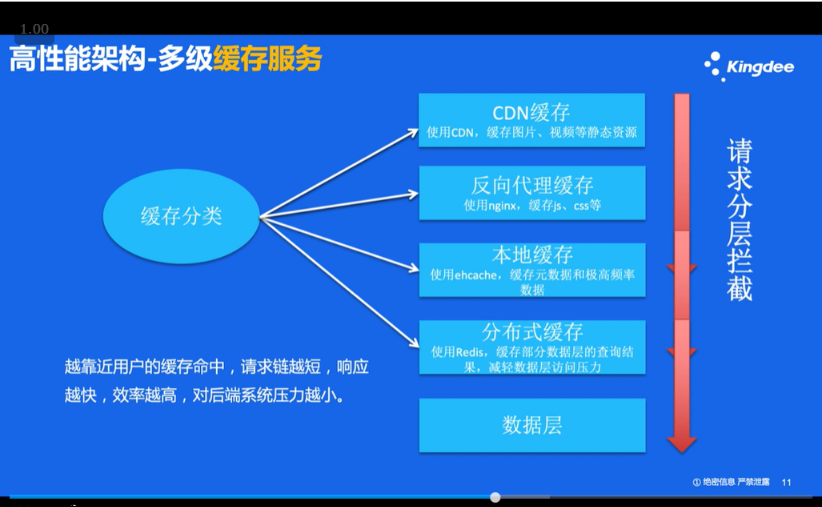 1.00
高性能架构-多级缓存服务
Kingdee
CDN缓存
使用CDN，缓存图片、视频等静态资源
反向代理缓存
使用nginx，缓存js、css等
缓存分类
本地缓存
使用ehcache，缓存元数据和极高频率
数据
分布式缓存
使用Redis，缓存部分数据层的查询结
果，减轻数据层访问压力
数据层
请求分层拦截
越靠近用户的缓存命中，请求链越短，响应
越快，效率越高，对后端系统压力越小。
① 绝密信息 严禁泄露 11